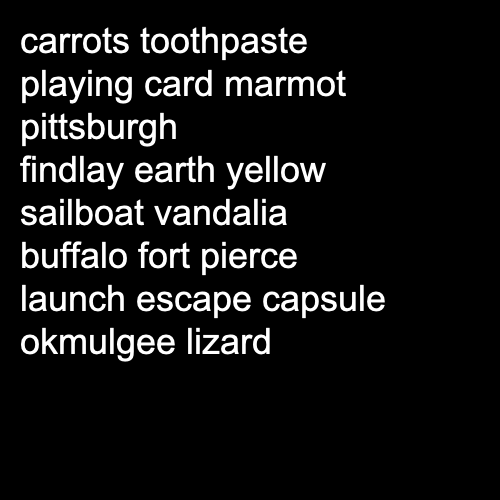 carrots toothpaste
playing card marmot
pittsburgh
findlay earth yellow
sailboat vandalia
buffalo fort pierce
launch escape capsule
okmulgee lizard